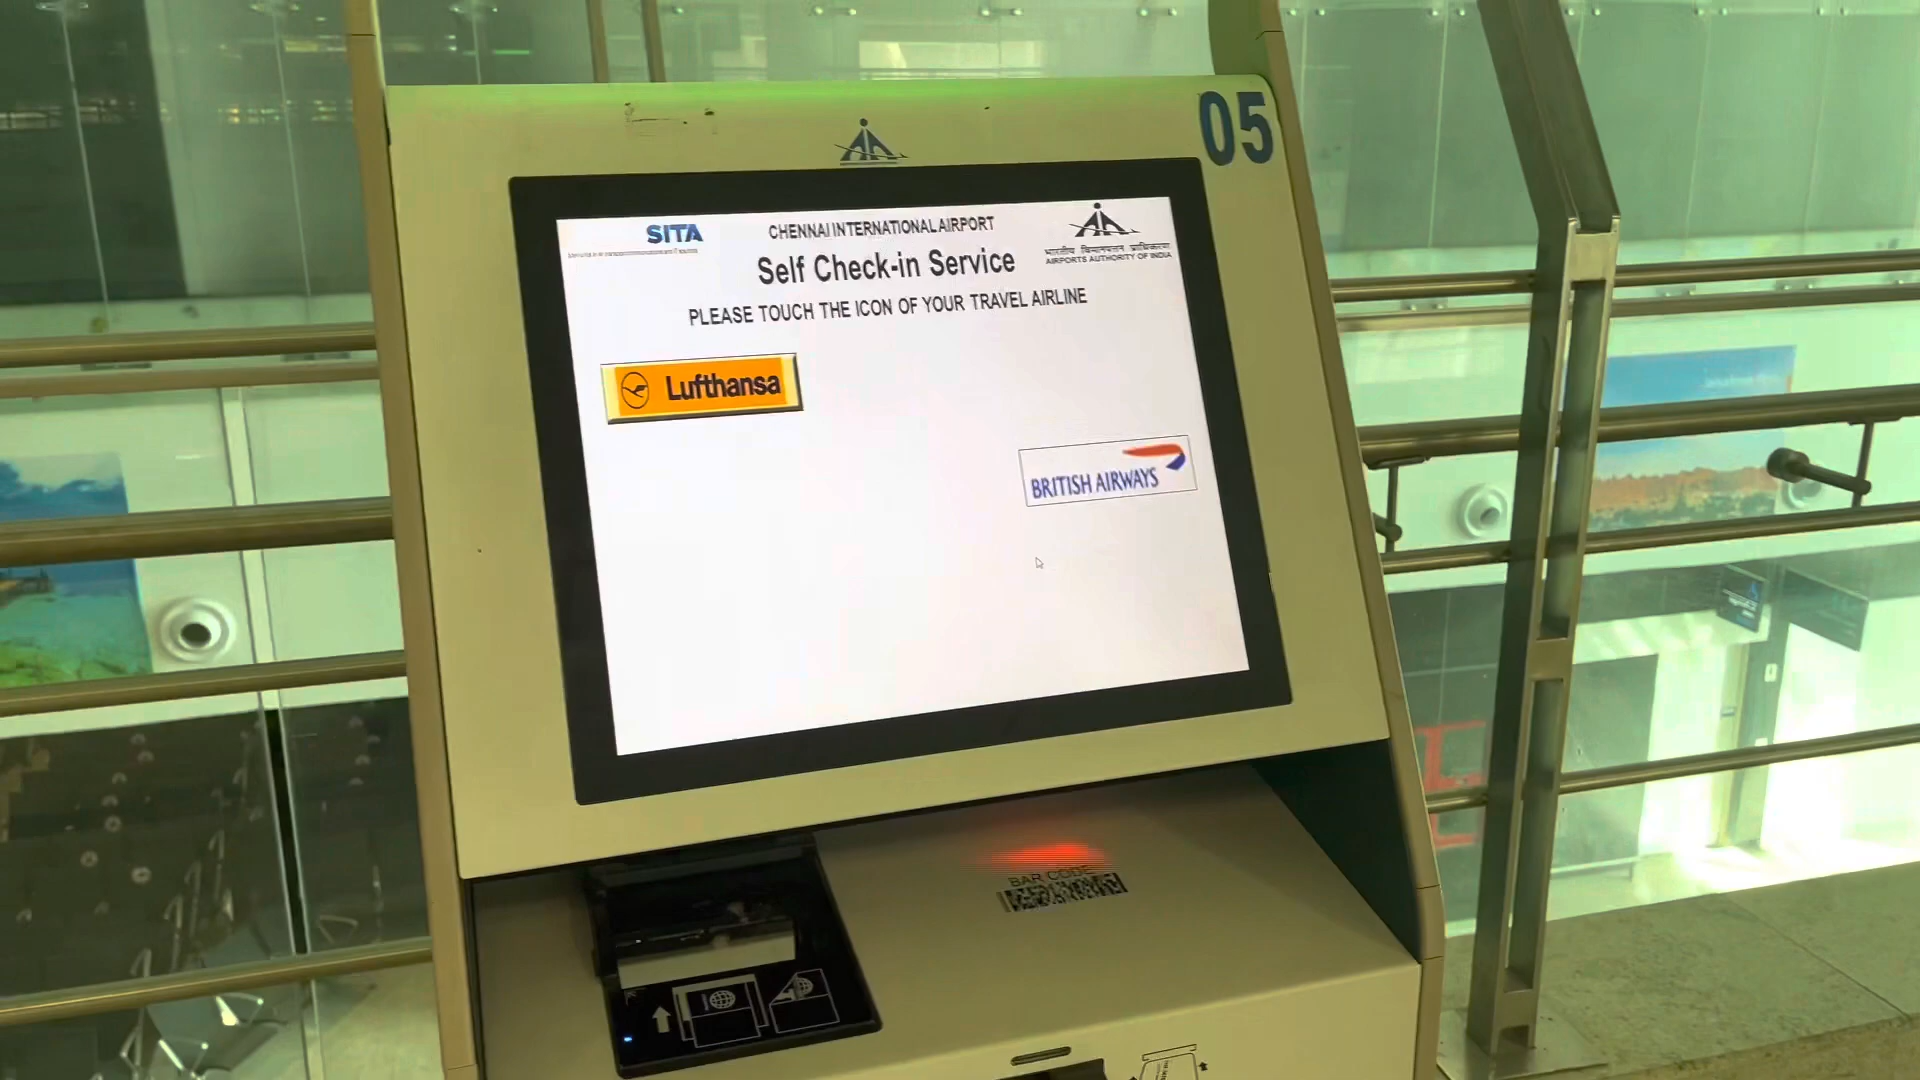 05
SITA
CHENNAI INTERNATIONAL AIRPORT
Self Check-in Service
भारतीय विमानपत्तन प्राधिकरण
AIRPORTS AUTHORITY OF INDIA
PLEASE TOUCH THE ICON OF YOUR TRAVEL AIRLINE
Lufthansa
BRITISH AIRWAYS
BAR CODE